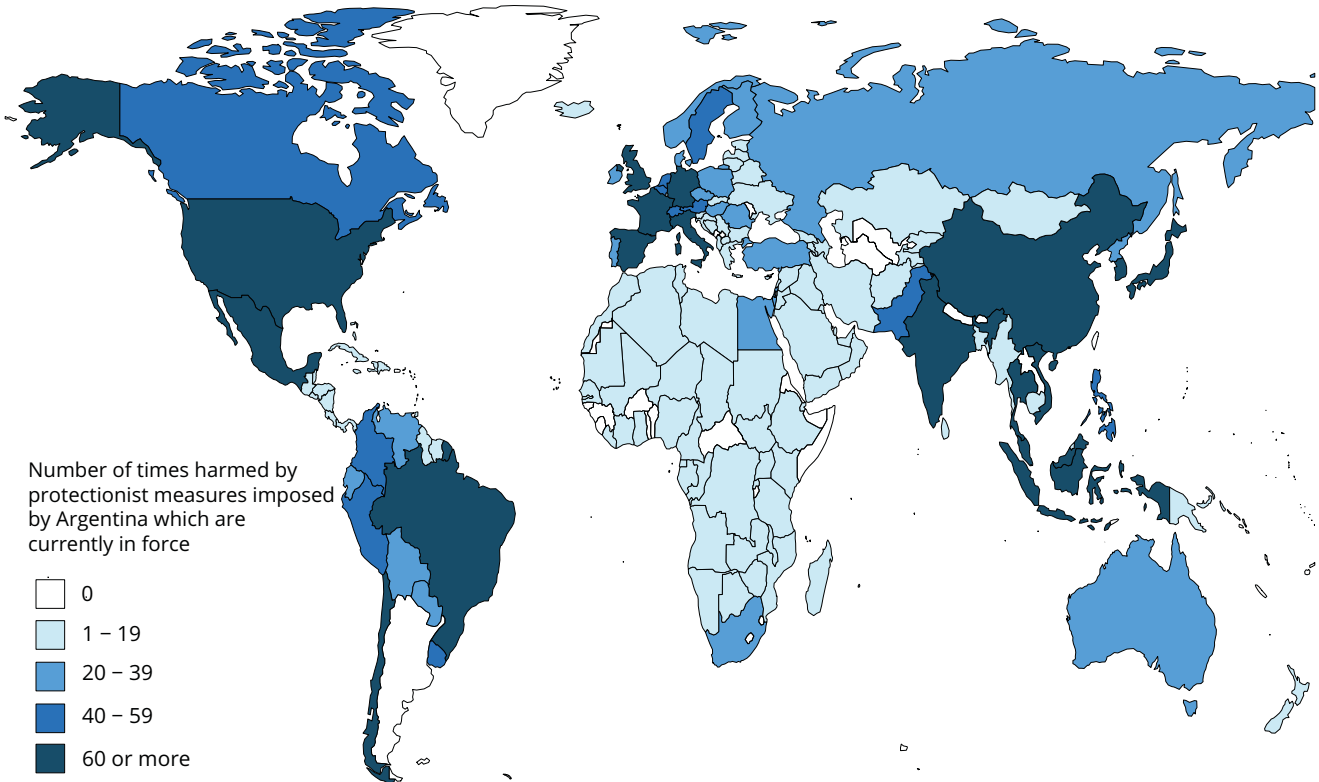 Number of times harmed by
protectionist measures imposed
by Argentina which are
currently in force
0
1 – 19
20 – 39
40 – 59
60 or more